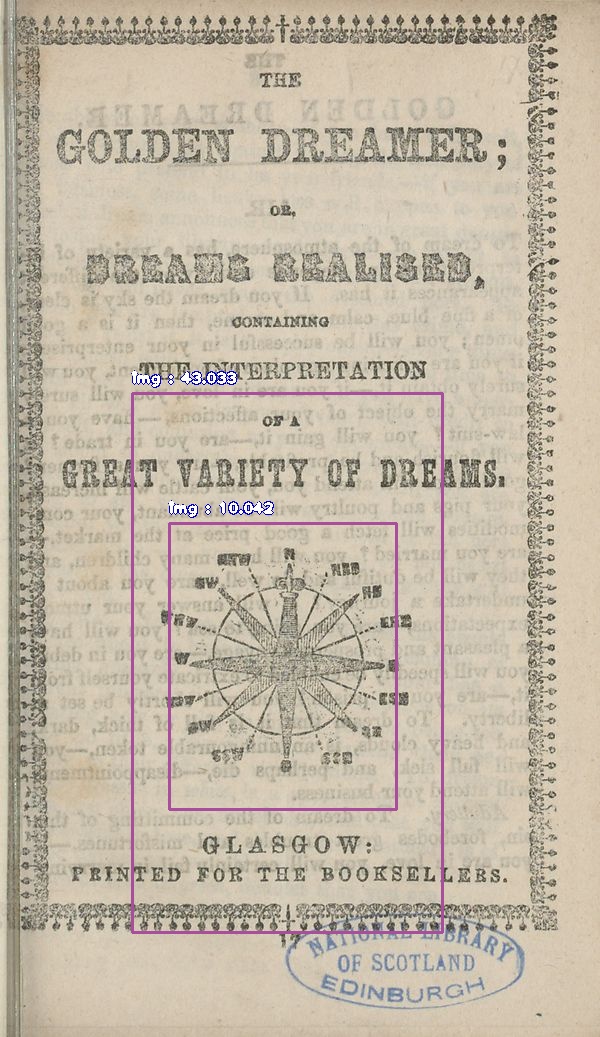 THE
GOLDEN DREAMER;
OR,
DREAMS REALISED,
CONTAINING
THE INTERPRETATION
img : 43.033
OF A
GREAT VARIETY OF DREAMS.
img : 10.042
NNW N NNE
NW NE
WNW ENE
W E
WSW ESE
SW SE
SSW S SSE
GLASGOW:
PRINTED FOR THE BOOKSELLERS.
17
NATIONAL LIBRARY
OF SCOTLAND
EDINBURGH